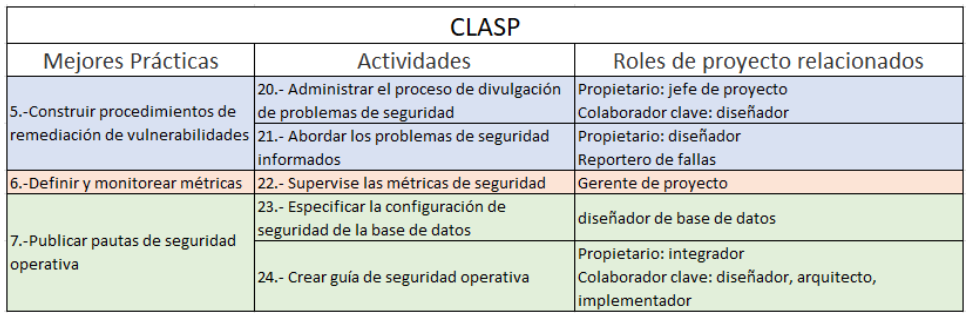 CLASP
Mejores Prácticas
Actividades
Roles de proyecto relacionados
5.-Construir procedimientos de
remediación de vulnerabilidades
20.- Administrar el proceso de divulgación
de problemas de seguridad
Propietario: jefe de proyecto
Colaborador clave: diseñador
21.- Abordar los problemas de seguridad
informados
Propietario: diseñador
Reportero de fallas
6.-Definir y monitorear métricas
22.- Supervise las métricas de seguridad
Gerente de proyecto
7.-Publicar pautas de seguridad
operativa
23.- Especificar la configuración de
seguridad de la base de datos
diseñador de base de datos
24.- Crear guía de seguridad operativa
Propietario: integrador
Colaborador clave: diseñador, arquitecto,
implementador